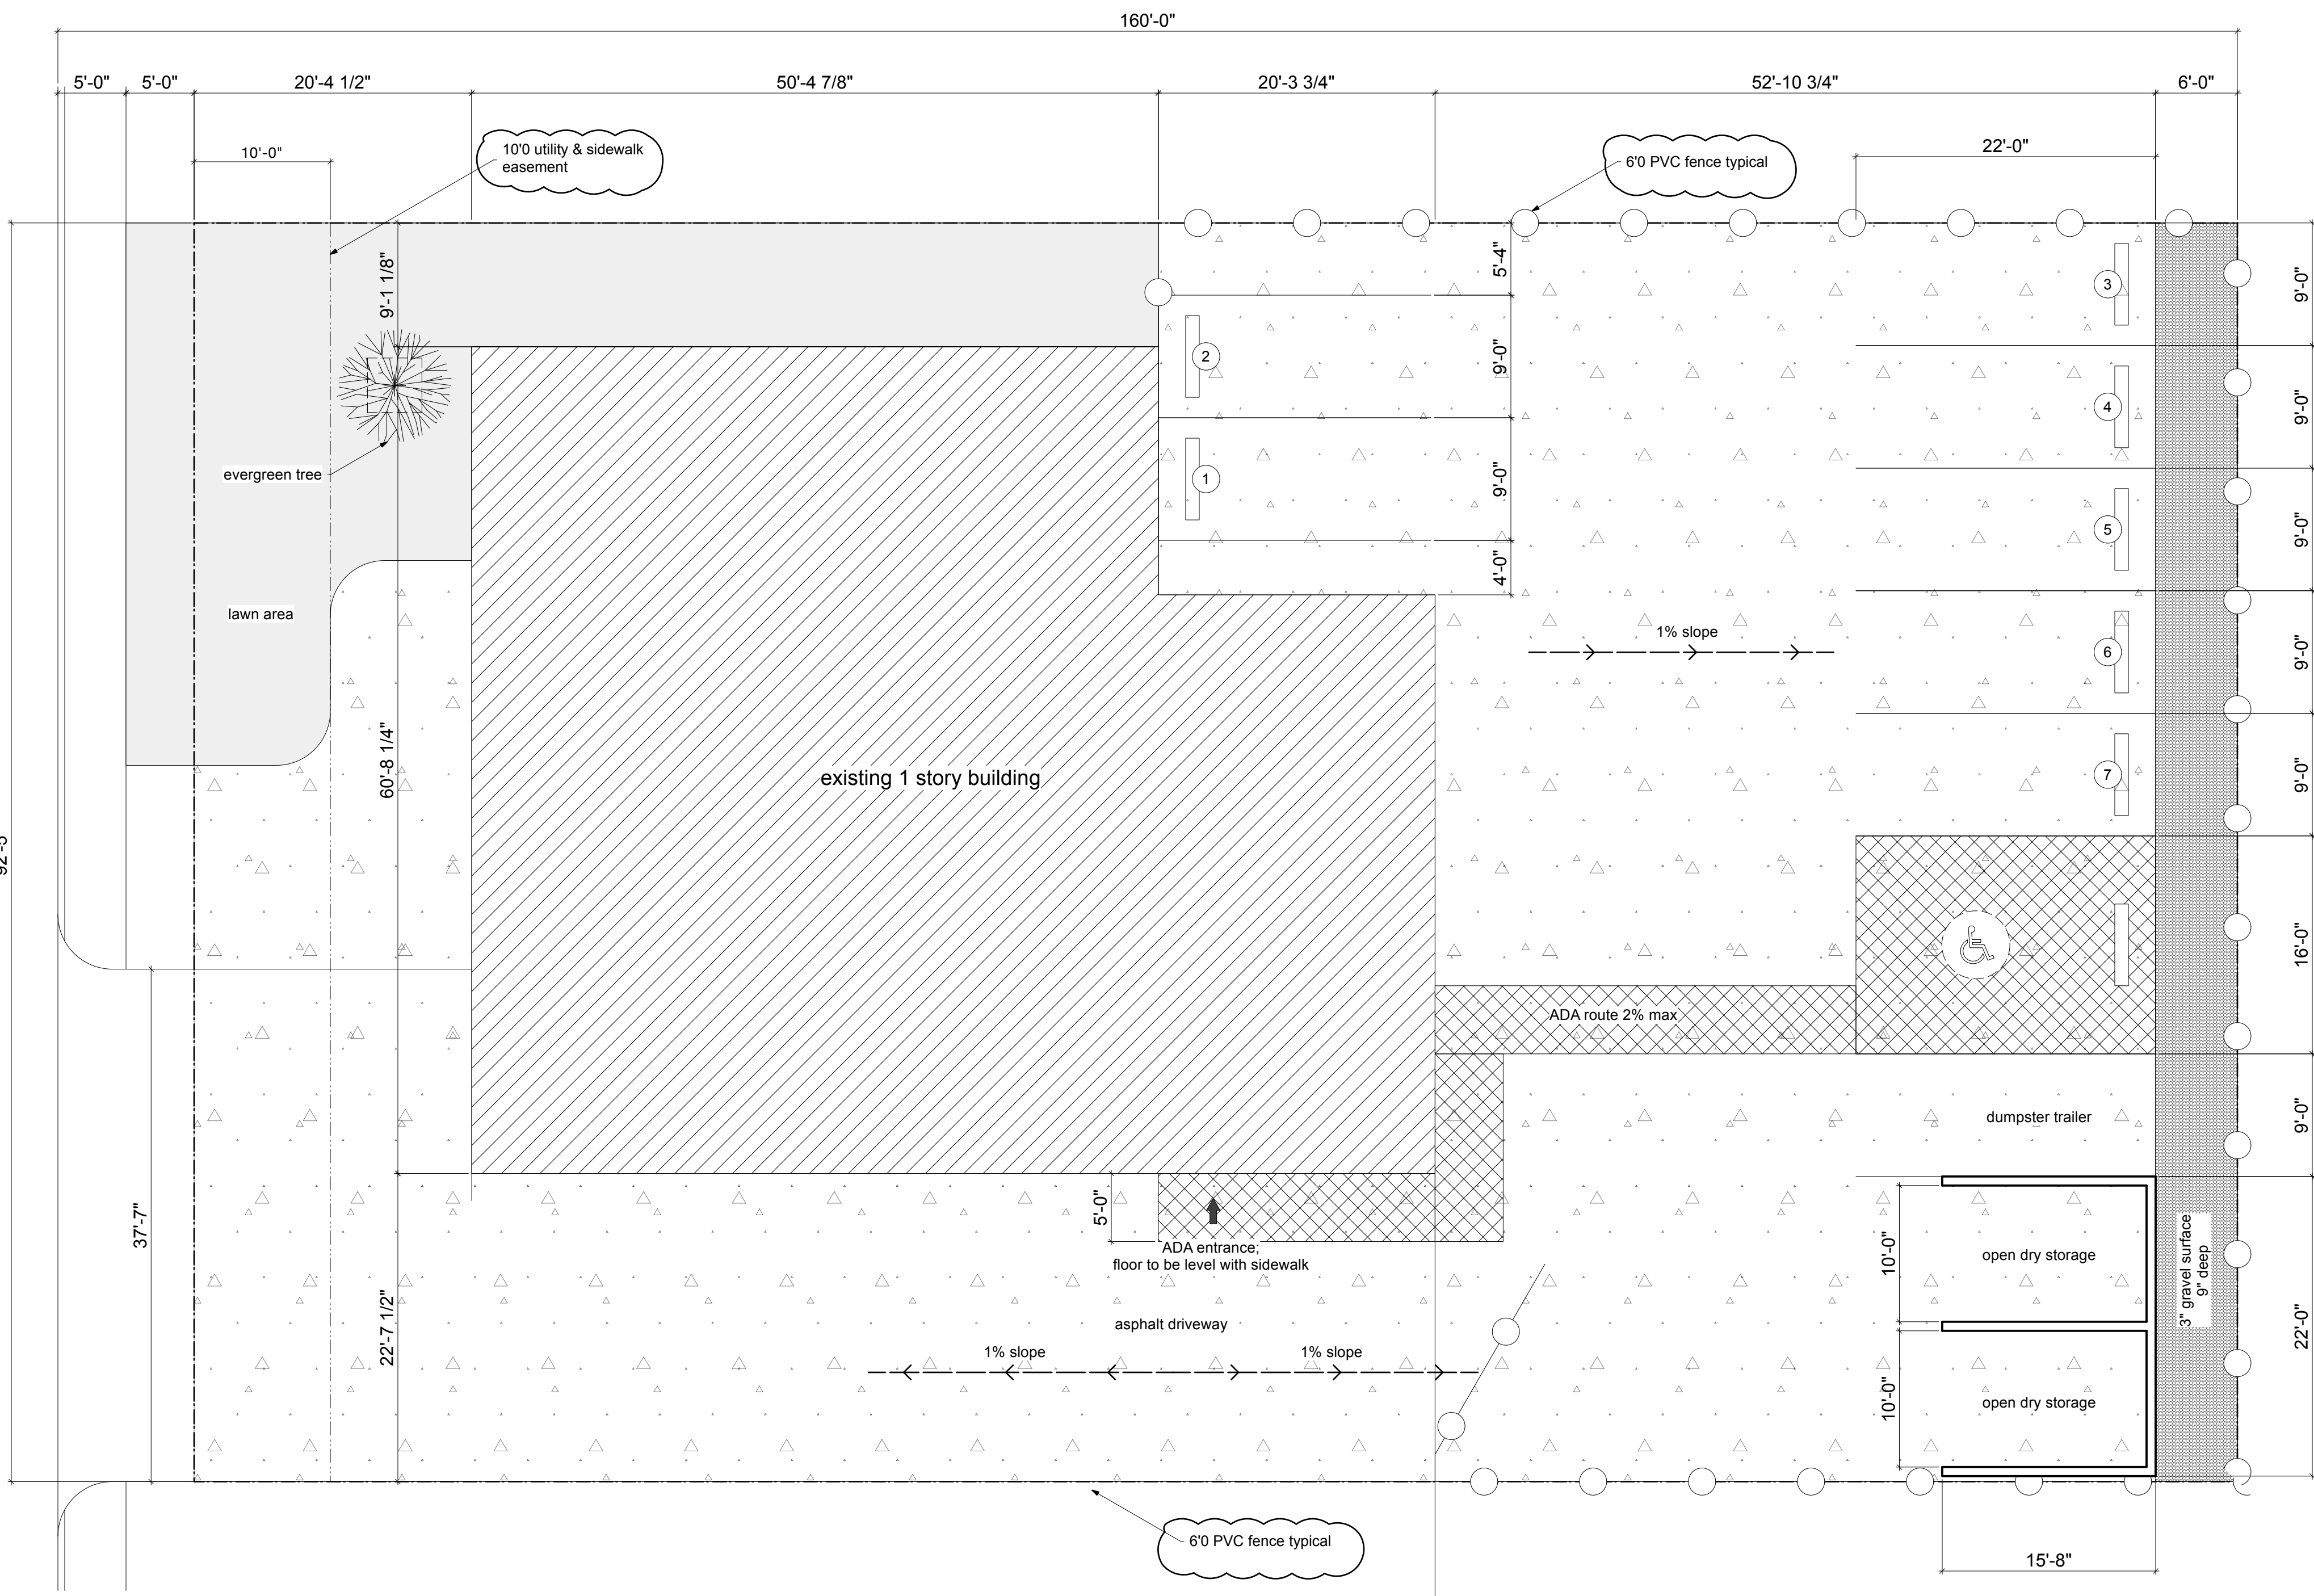 160'-0"
5'-0"
5'-0"
20'-4 1/2"
50'-4 7/8"
20'-3 3/4"
52'-10 3/4"
6'-0"
10'-0"
10'0 utility & sidewalk
easement
6'0 PVC fence typical
22'-0"
9'-1 1/8"
5'-4"
3
9'-0"
2
9'-0"
4
9'-0"
evergreen tree
1
9'-0"
5
9'-0"
4'-0"
lawn area
1% slope
6
9'-0"
60'-8 1/4"
existing 1 story building
7
9'-0"
16'-0"
ADA route 2% max
dumpster trailer
9'-0"
37'-7"
5'-0"
ADA entrance;
floor to be level with sidewalk
10'-0"
open dry storage
3" gravel surface
9" deep
22'-7 1/2"
asphalt driveway
1% slope
1% slope
22'-0"
10'-0"
open dry storage
6'0 PVC fence typical
15'-8"